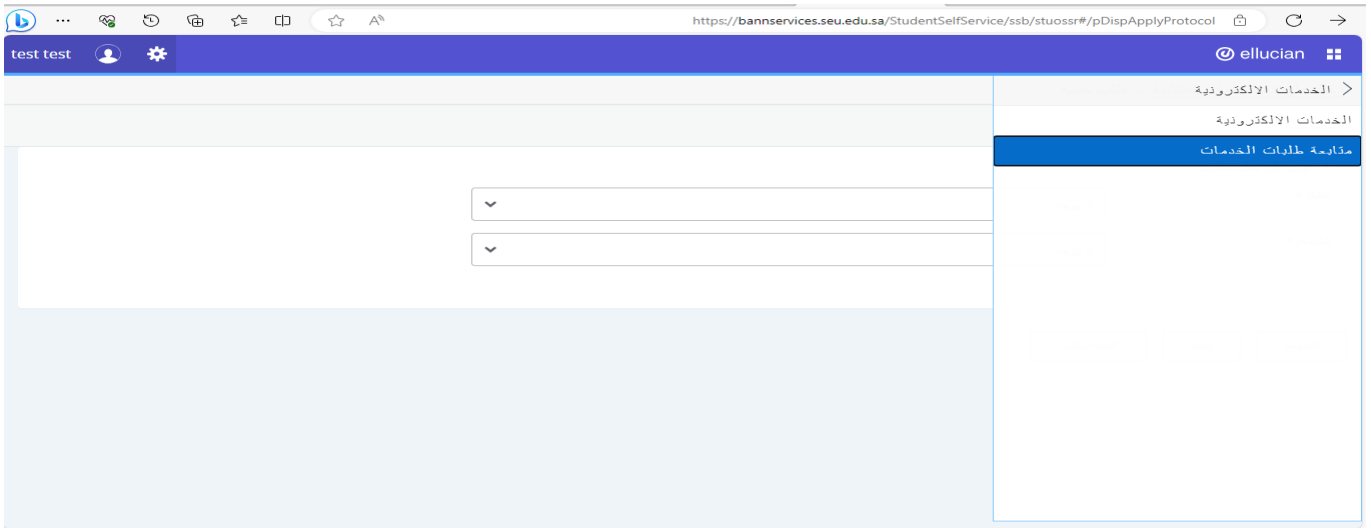 https://bannservices.seu.edu.sa/StudentSelfService/ssb/stuossr#/pDispApplyProtocol
ellucian
test test
الخدمات الالكترونية
الخدمات الالكترونية
متابعة طلبات الخدمات